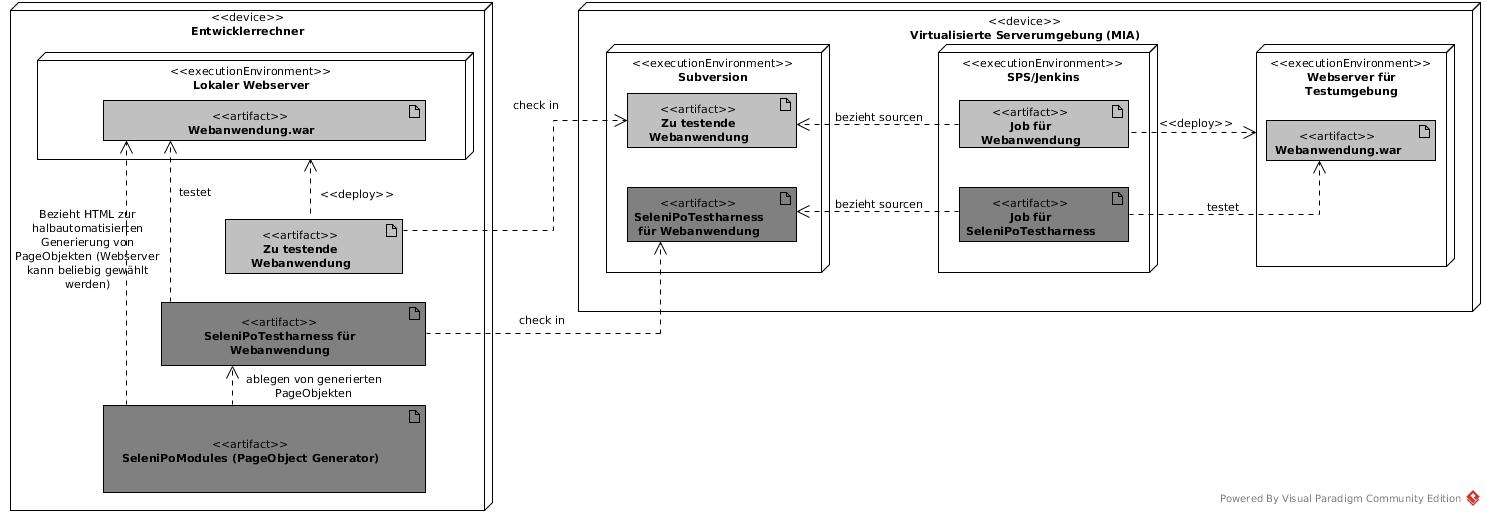 <<device>>
Entwicklerrechner
<<executionEnvironment>>
Lokaler Webserver
<<artifact>>
Webanwendung.war
testet
<<deploy>>
Bezieht HTML zur
halbautomatisierten
Generierung von
PageObjekten (Webserver
kann beliebig gewählt
werden)
<<artifact>>
Zu testende
Webanwendung
<<artifact>>
SeleniPoTestharness für
Webanwendung
ablegen von generierten
PageObjekten
<<artifact>>
SeleniPoModules (PageObject Generator)
check in
check in
<<device>>
Virtualisierte Serverumgebung (MIA)
<<executionEnvironment>>
Subversion
<<artifact>>
Zu testende
Webanwendung
<<artifact>>
SeleniPoTestharness
für Webanwendung
bezieht sourcen
bezieht sourcen
<<executionEnvironment>>
SPS/Jenkins
<<artifact>>
Job für
Webanwendung
<<artifact>>
Job für
SeleniPoTestharness
<<deploy>>
testet
<<executionEnvironment>>
Webserver für
Testumgebung
<<artifact>>
Webanwendung.war
Powered By Visual Paradigm Community Edition